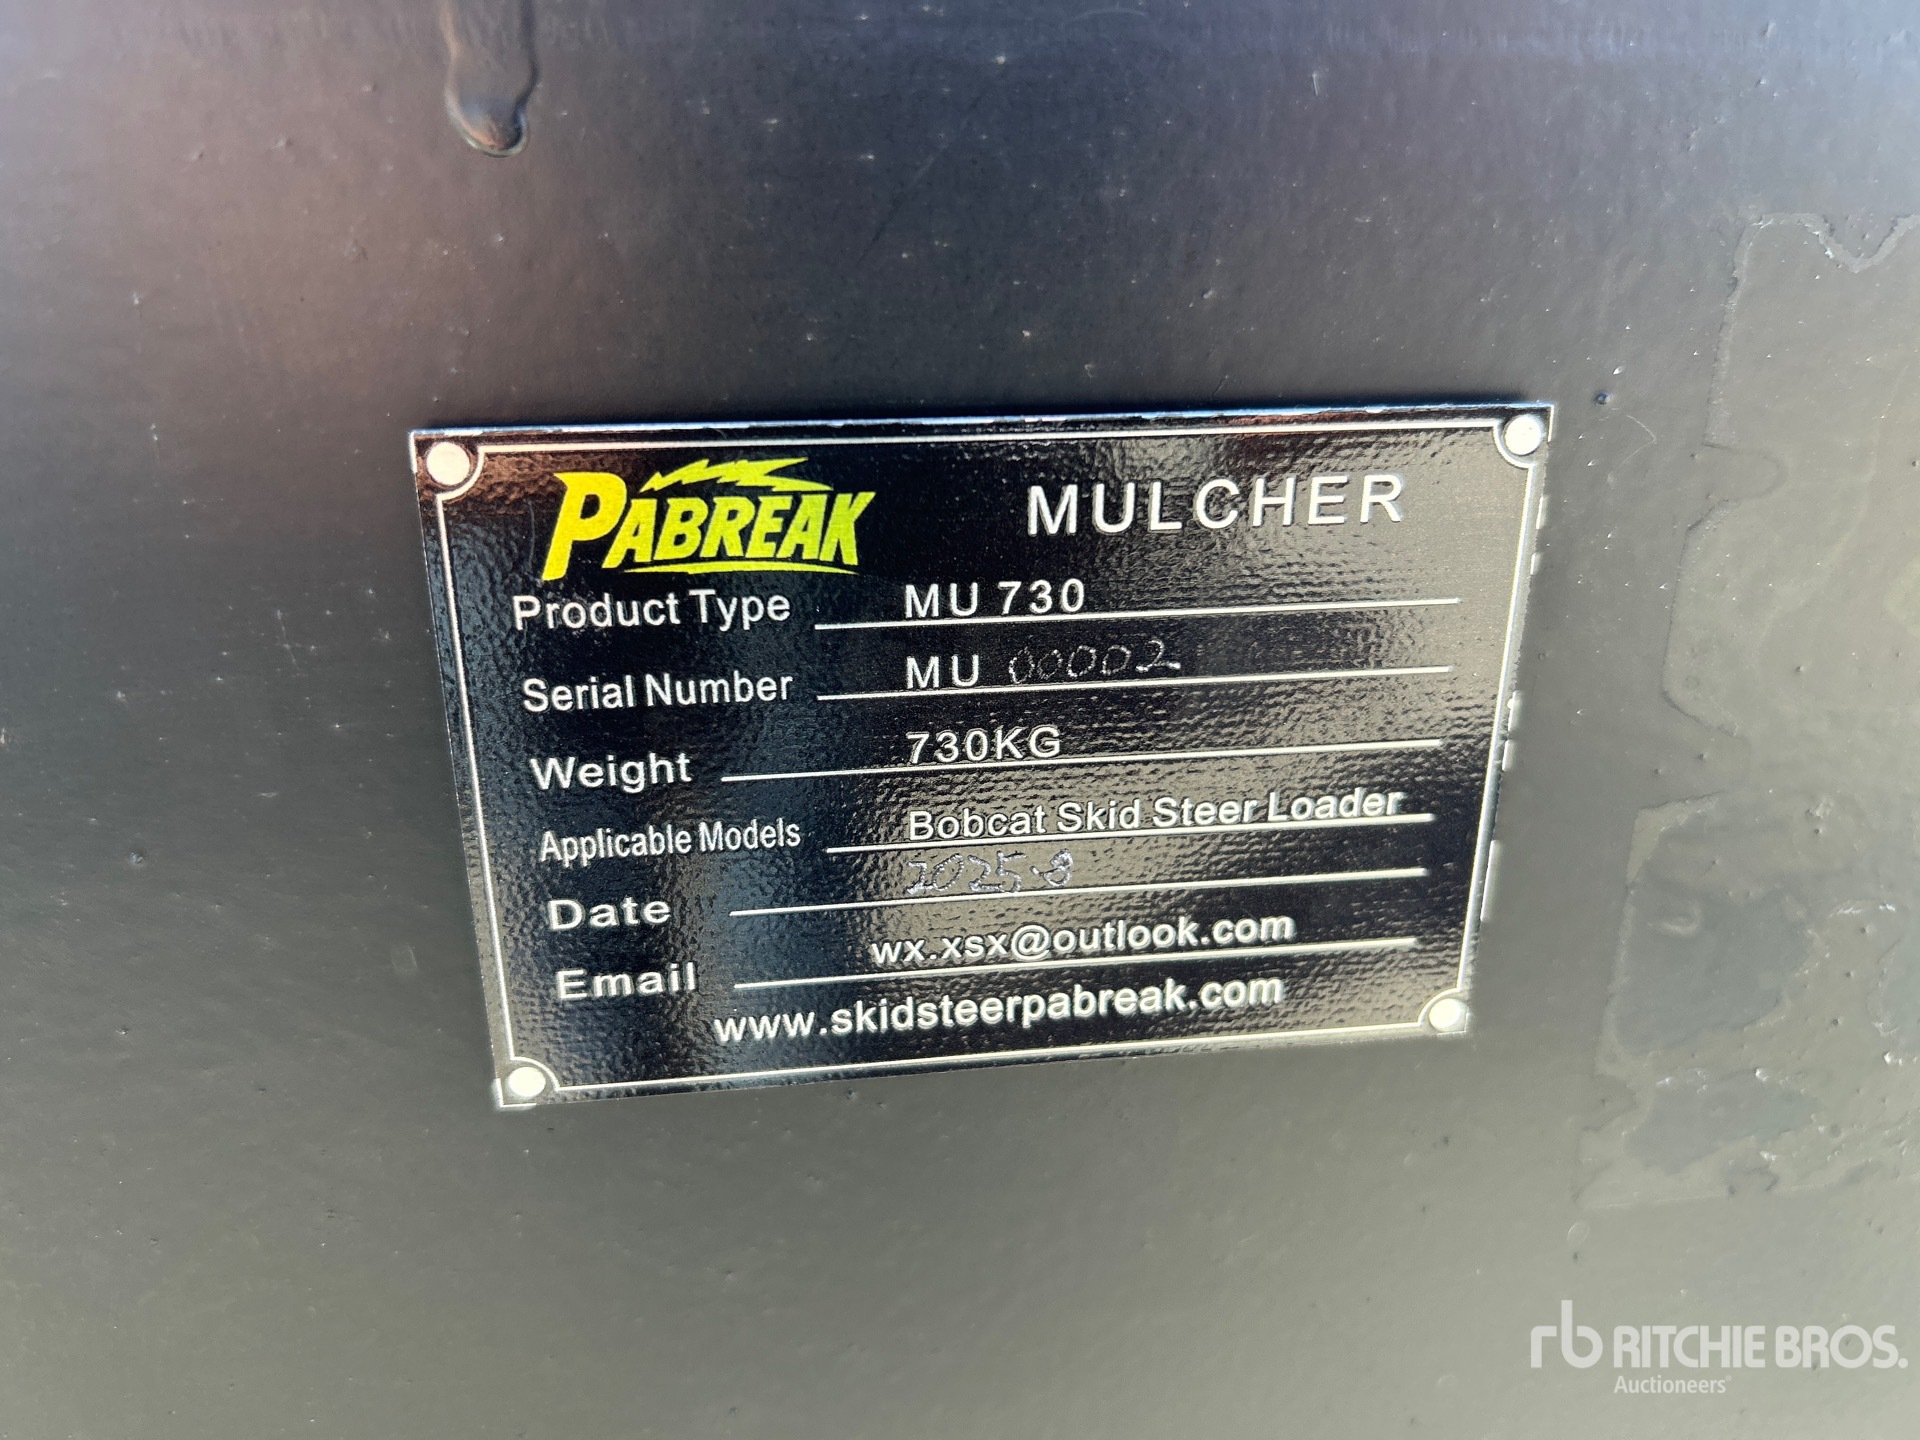 PABREAK MULCHER
Product Type MU 730
Serial Number MU 00002
Weight 730KG
Applicable Models Bobcat Skid Steer Loader
Date 2025.8
Email wx.xsx@outlook.com
www.skidsteerpabreak.com
rb RITCHIE BROS.
Auctioneers